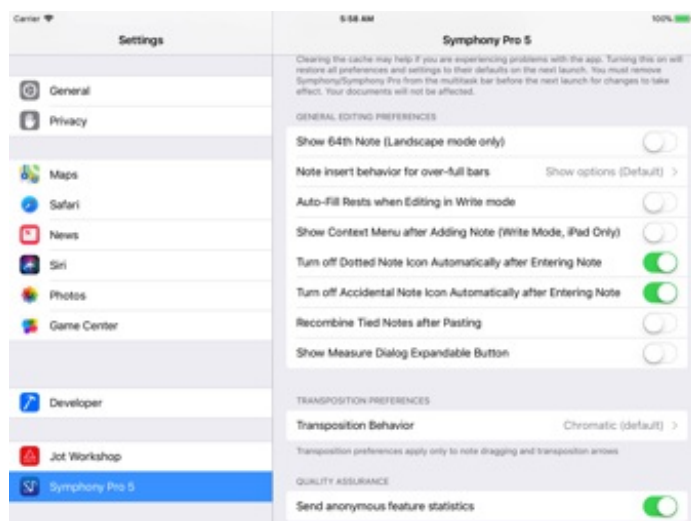 Carrier 5:58 AM 100%
Settings
Symphony Pro 5
General
Privacy
Maps
Safari
News
Siri
Photos
Game Center
Developer
Jot Workshop
Symphony Pro 5
Clearing the cache may help if you are experiencing problems with the app. Turning this on will
restore all preferences and settings to their defaults on the next launch. You must remove
Symphony/Symphony Pro from the multitask bar before the next launch for changes to take
effect. Your documents will not be affected.
GENERAL EDITING PREFERENCES
Show 64th Note (Landscape mode only)
Note insert behavior for over-full bars Show options (Default) >
Auto-Fill Rests when Editing in Write mode
Show Context Menu after Adding Note (Write Mode, iPad Only)
Turn off Dotted Note Icon Automatically after Entering Note
Turn off Accidental Note Icon Automatically after Entering Note
Recombine Tied Notes after Pasting
Show Measure Dialog Expandable Button
TRANSPOSITION PREFERENCES
Transposition Behavior Chromatic (default) >
Transposition preferences apply only to note dragging and transposition arrows
QUALITY ASSURANCE
Send anonymous feature statistics